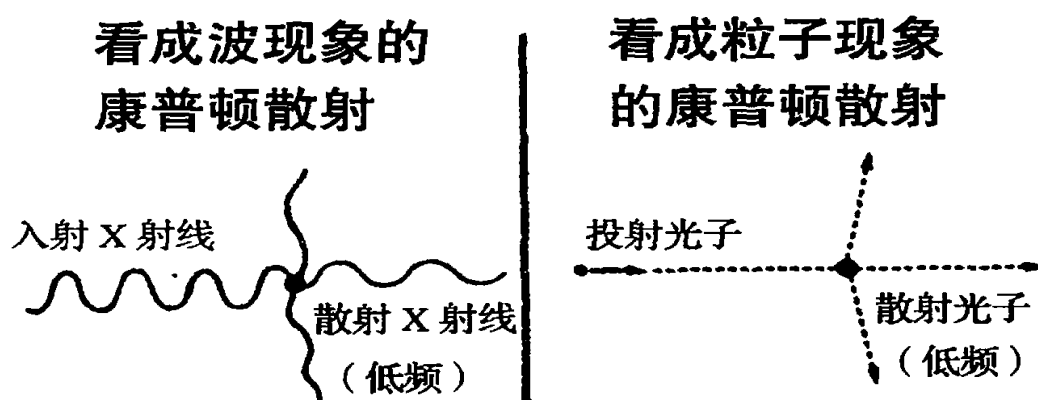 看成波现象的
康普顿散射
入射 X 射线
散射 X 射线
（低频）
看成粒子现象
的康普顿散射
投射光子
散射光子
（低频）